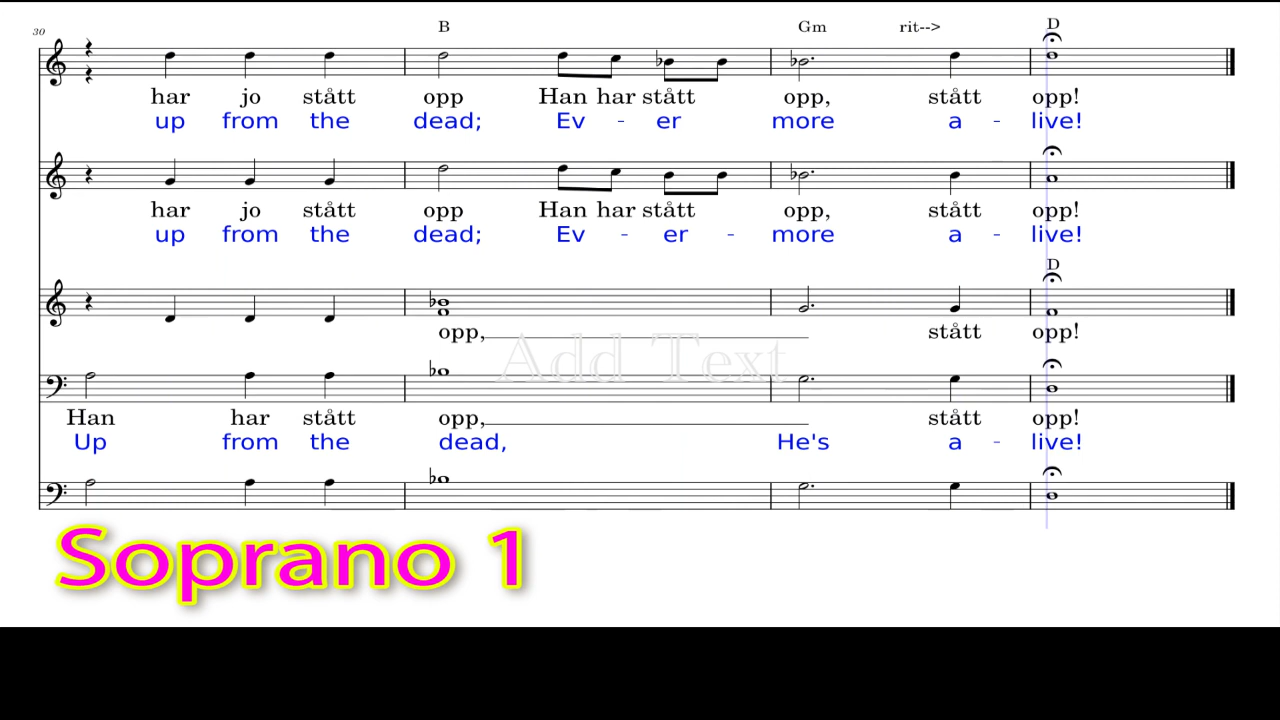 30 B Gm rit--> D
har jo stått opp Han har stått opp, stått opp!
up from the dead; Ev - er more a - live!
har jo stått opp Han har stått opp, stått opp!
up from the dead; Ev - er - more a - live!
D
opp, stått opp!
Add Text
Han har stått opp, stått opp!
Up from the dead, He's a - live!
Soprano 1